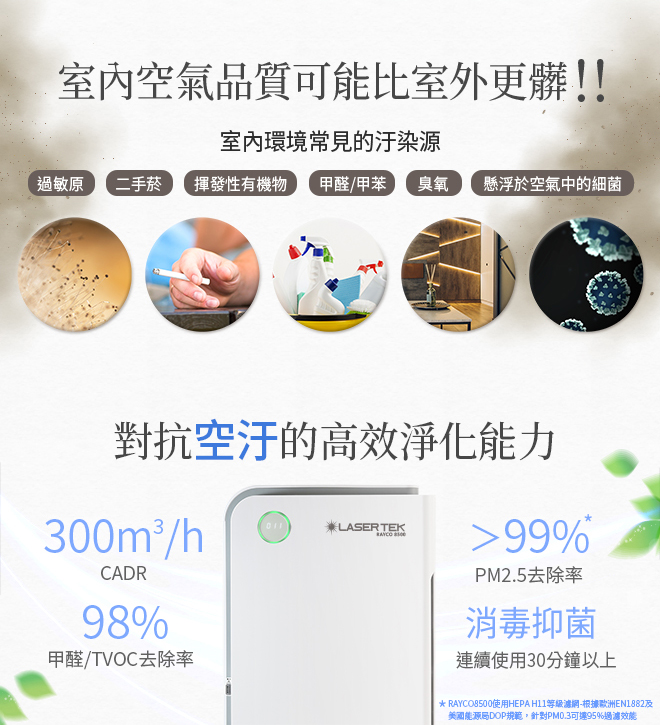 室內空氣品質可能比室外更髒!!
室內環境常見的汙染源
過敏原 二手菸 揮發性有機物 甲醛/甲苯 臭氧 懸浮於空氣中的細菌
對抗空汙的高效淨化能力
300m³/h
CADR
98%
甲醛/TVOC去除率
011
LASER TEK
RAYCO 8500
>99%*
PM2.5去除率
消毒抑菌
連續使用30分鐘以上
★ RAYCO8500使用HEPA H11等級濾網-根據歐洲EN1882及
美國能源局DOP規範，針對PM0.3可達95%過濾效能